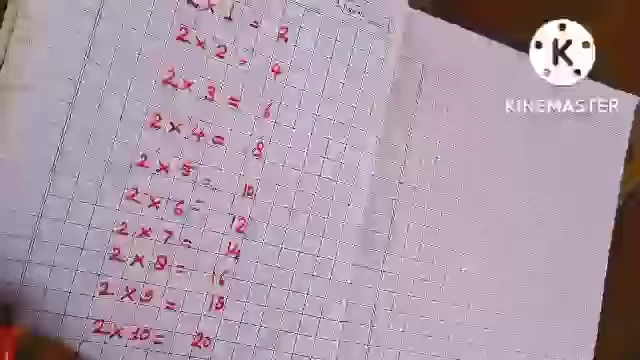 2 x 1 = 2
2 x 2 = 4
2 x 3 = 6
2 x 4 = 8
2 x 5 = 10
2 x 6 = 12
2 x 7 = 14
2 x 8 = 16
2 x 9 = 18
2 x 10 = 20
K
KINEMASTER